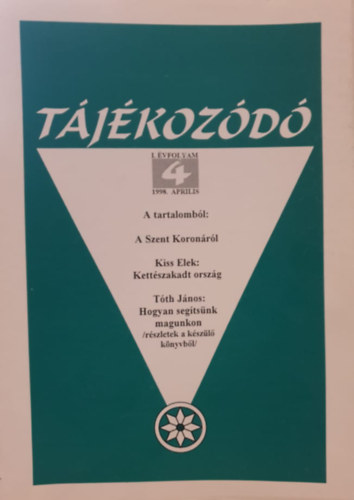 TÁJÉKOZÓDÓ
I. ÉVFOLYAM
4
1998. ÁPRILIS
A tartalomból:
A Szent Koronáról
Kiss Elek:
Kettészakadt ország
Tóth János:
Hogyan segítsünk
magunkon
/részletek a készülő
könyvből/